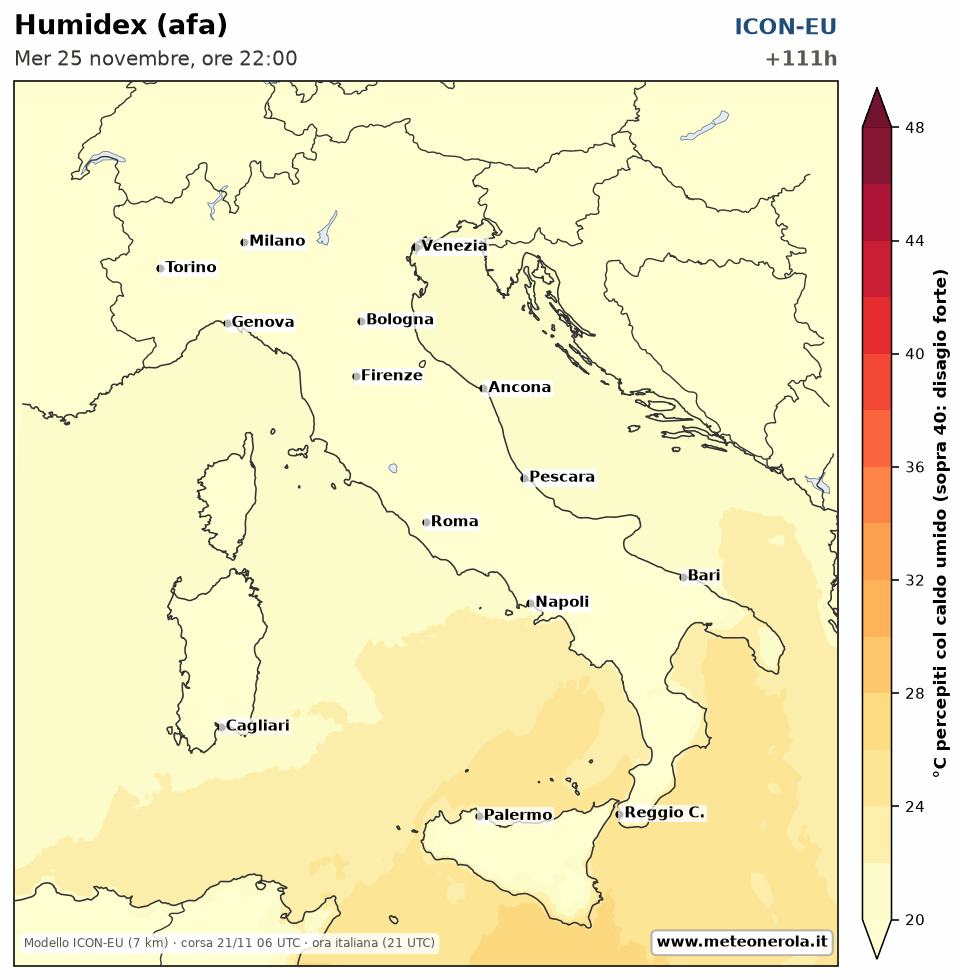 Humidex (afa)
ICON-EU
Mer 25 novembre, ore 22:00
+111h
Milano
Venezia
Torino
Genova
Bologna
Firenze
Ancona
Pescara
Roma
Bari
Napoli
Cagliari
Palermo
Reggio C.
48
44
40
36
32
28
24
20
°C percepiti col caldo umido (sopra 40: disagio forte)
Modello ICON-EU (7 km) · corsa 21/11 06 UTC · ora italiana (21 UTC)
www.meteonerola.it